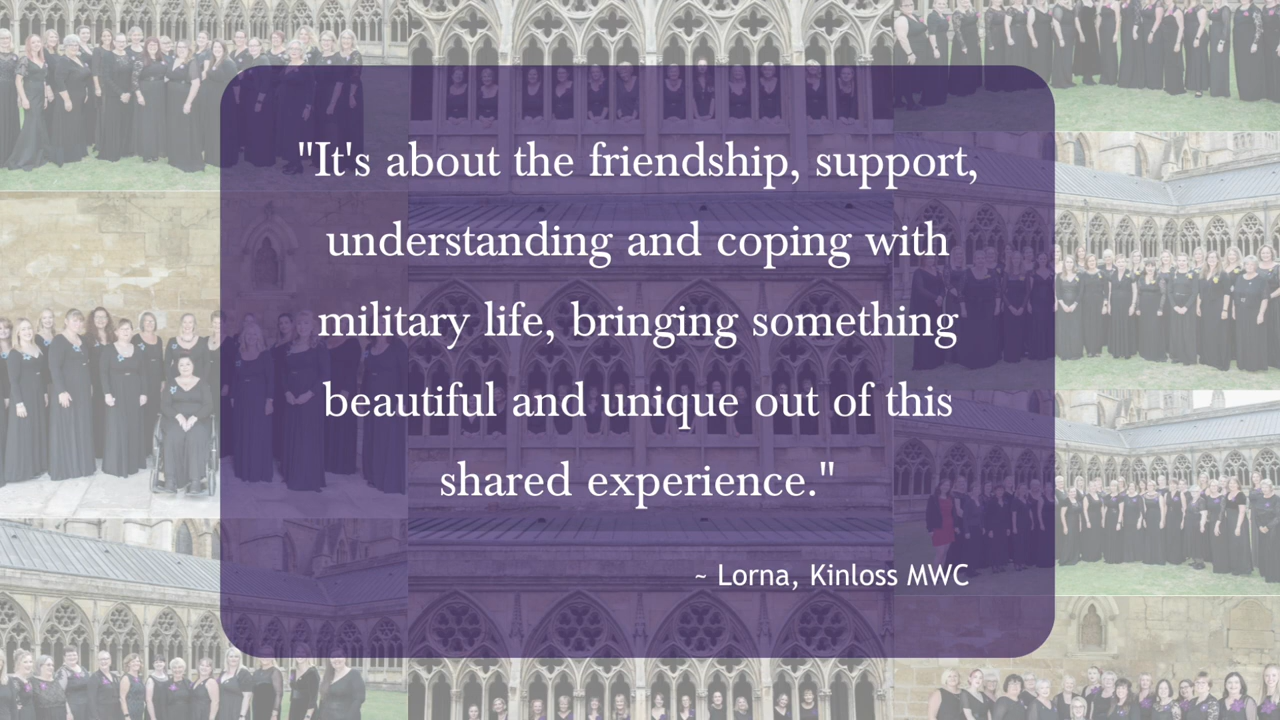 "It's about the friendship, support,
understanding and coping with
military life, bringing something
beautiful and unique out of this
shared experience."
~ Lorna, Kinloss MWC